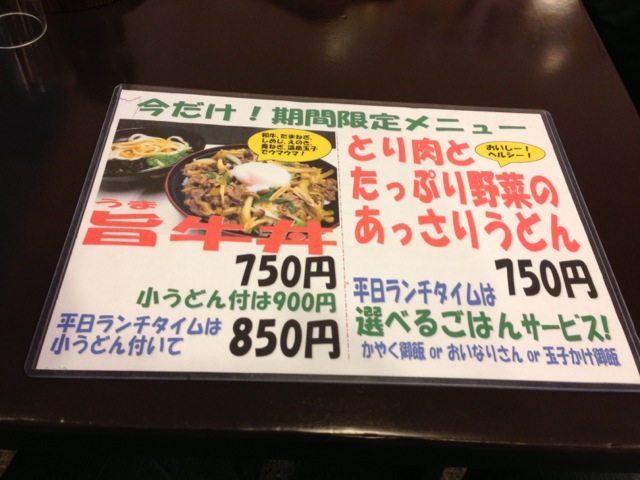 今だけ!期間限定メニュー
和牛、たまねぎ、
しめじ、えのき、
青ねぎ、温泉玉子
でウマウマ!
うま
旨牛丼
750円
小うどん付は900円
平日ランチタイムは
小うどん付いて
850円
とり肉と
たっぷり野菜の
あっさりうどん
おいしー!
ヘルシー!
750円
平日ランチタイムは
選べるごはんサービス!
かやく御飯 or おいなりさん or 玉子かけ御飯